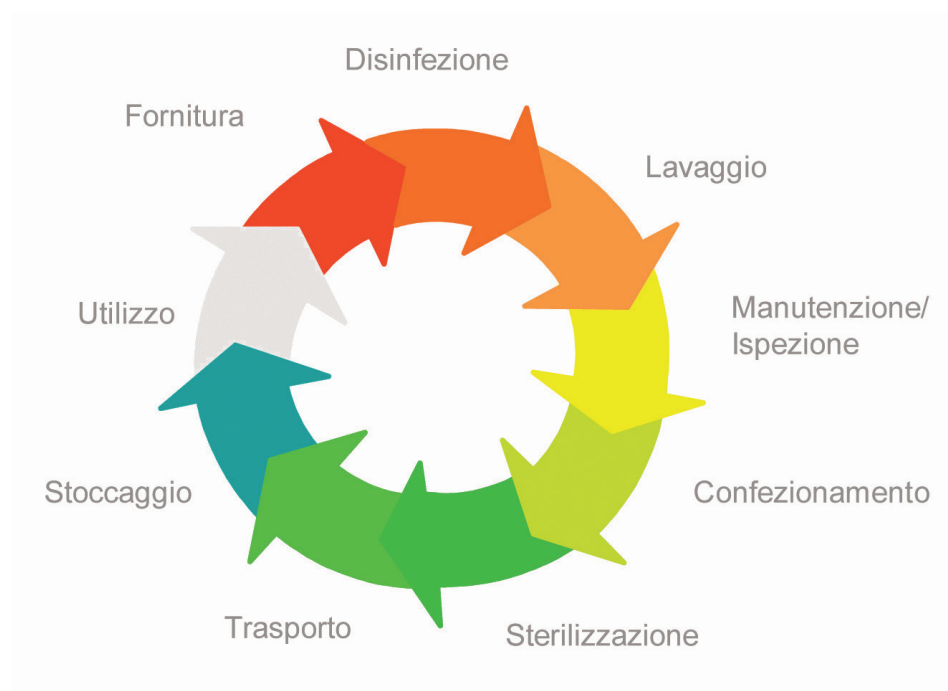 Disinfezione
Fornitura
Lavaggio
Utilizzo
Manutenzione/
Ispezione
Stoccaggio
Confezionamento
Trasporto
Sterilizzazione